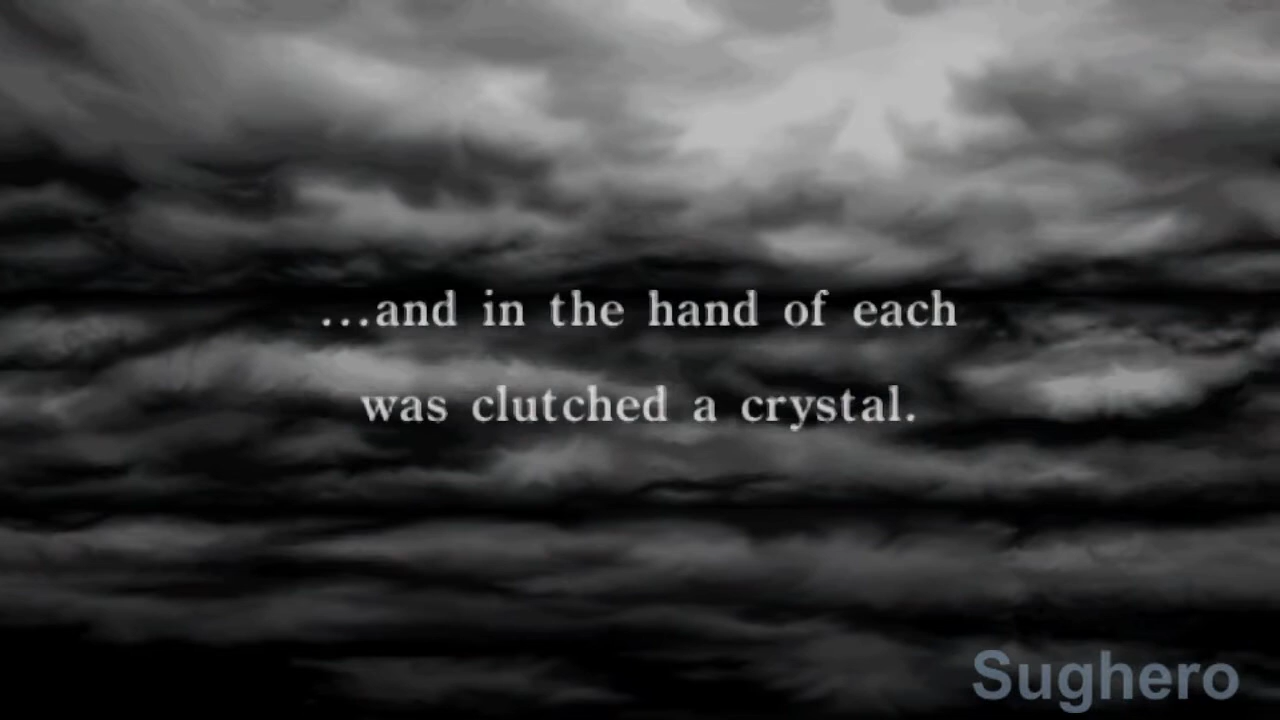 ...and in the hand of each
was clutched a crystal.
Sughero